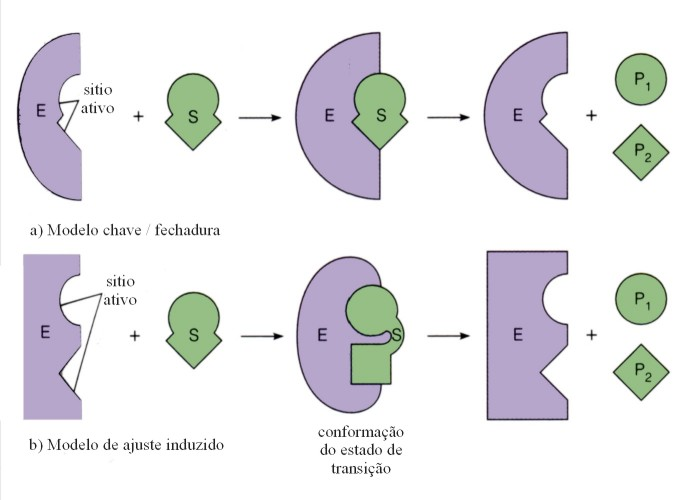 sitio
ativo
E
+
S
E
S
E
+
P1
P2
a) Modelo chave / fechadura
sitio
ativo
E
+
S
E
S
E
+
P1
P2
b) Modelo de ajuste induzido
conformação
do estado de
transição